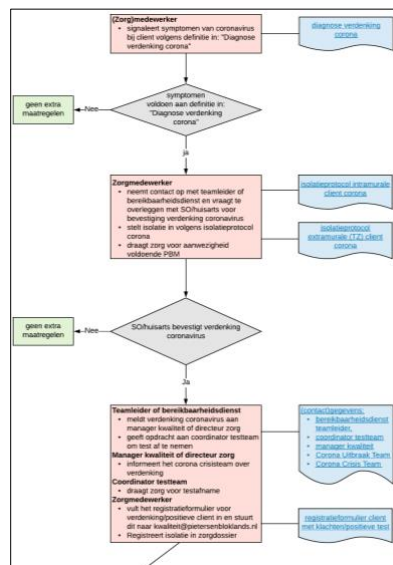 (Zorg)medewerker
• signaleert symptomen van coronavirus
bij client volgens definitie in: "Diagnose
verdenking corona"
diagnose verdenking
corona
symptomen
voldoen aan definitie in:
"Diagnose verdenking
corona"
Nee
geen extra
maatregelen
ja
Zorgmedewerker
• neemt contact op met teamleider of
bereikbaarheidsdienst en vraagt te
overleggen met SO/huisarts voor
bevestiging verdenking coronavirus
• stelt isolatie in volgens isolatieprotocol
corona
• draagt zorg voor aanwezigheid
voldoende PBM
isolatieprotocol intramurale
client corona
isolatieprotocol
extramurale (TZ) client
corona
SO/huisarts bevestigt verdenking
coronavirus
Nee
geen extra
maatregelen
Ja
Teamleider of bereikbaarheidsdienst
• meldt verdenking coronavirus aan
manager kwaliteit of directeur zorg
• geeft opdracht aan coordinator testteam
om test af te nemen
Manager kwaliteit of directeur zorg
• informeert het corona crisisteam over
verdenking
Coordinator testteam
• draagt zorg voor testafname
Zorgmedewerker
• vult het registratieformulier voor
verdenking/positieve client in en stuurt
dit naar kwaliteit@pietersenbloklands.nl
• Registreert isolatie in zorgdossier
(contact)gegevens:
• bereikbaarheidsdienst
teamleider,
• coordinator testteam
• manager kwaliteit
• Corona Uitbraak Team
• Corona Crisis Team
registratieformulier client
met klachten/positieve test